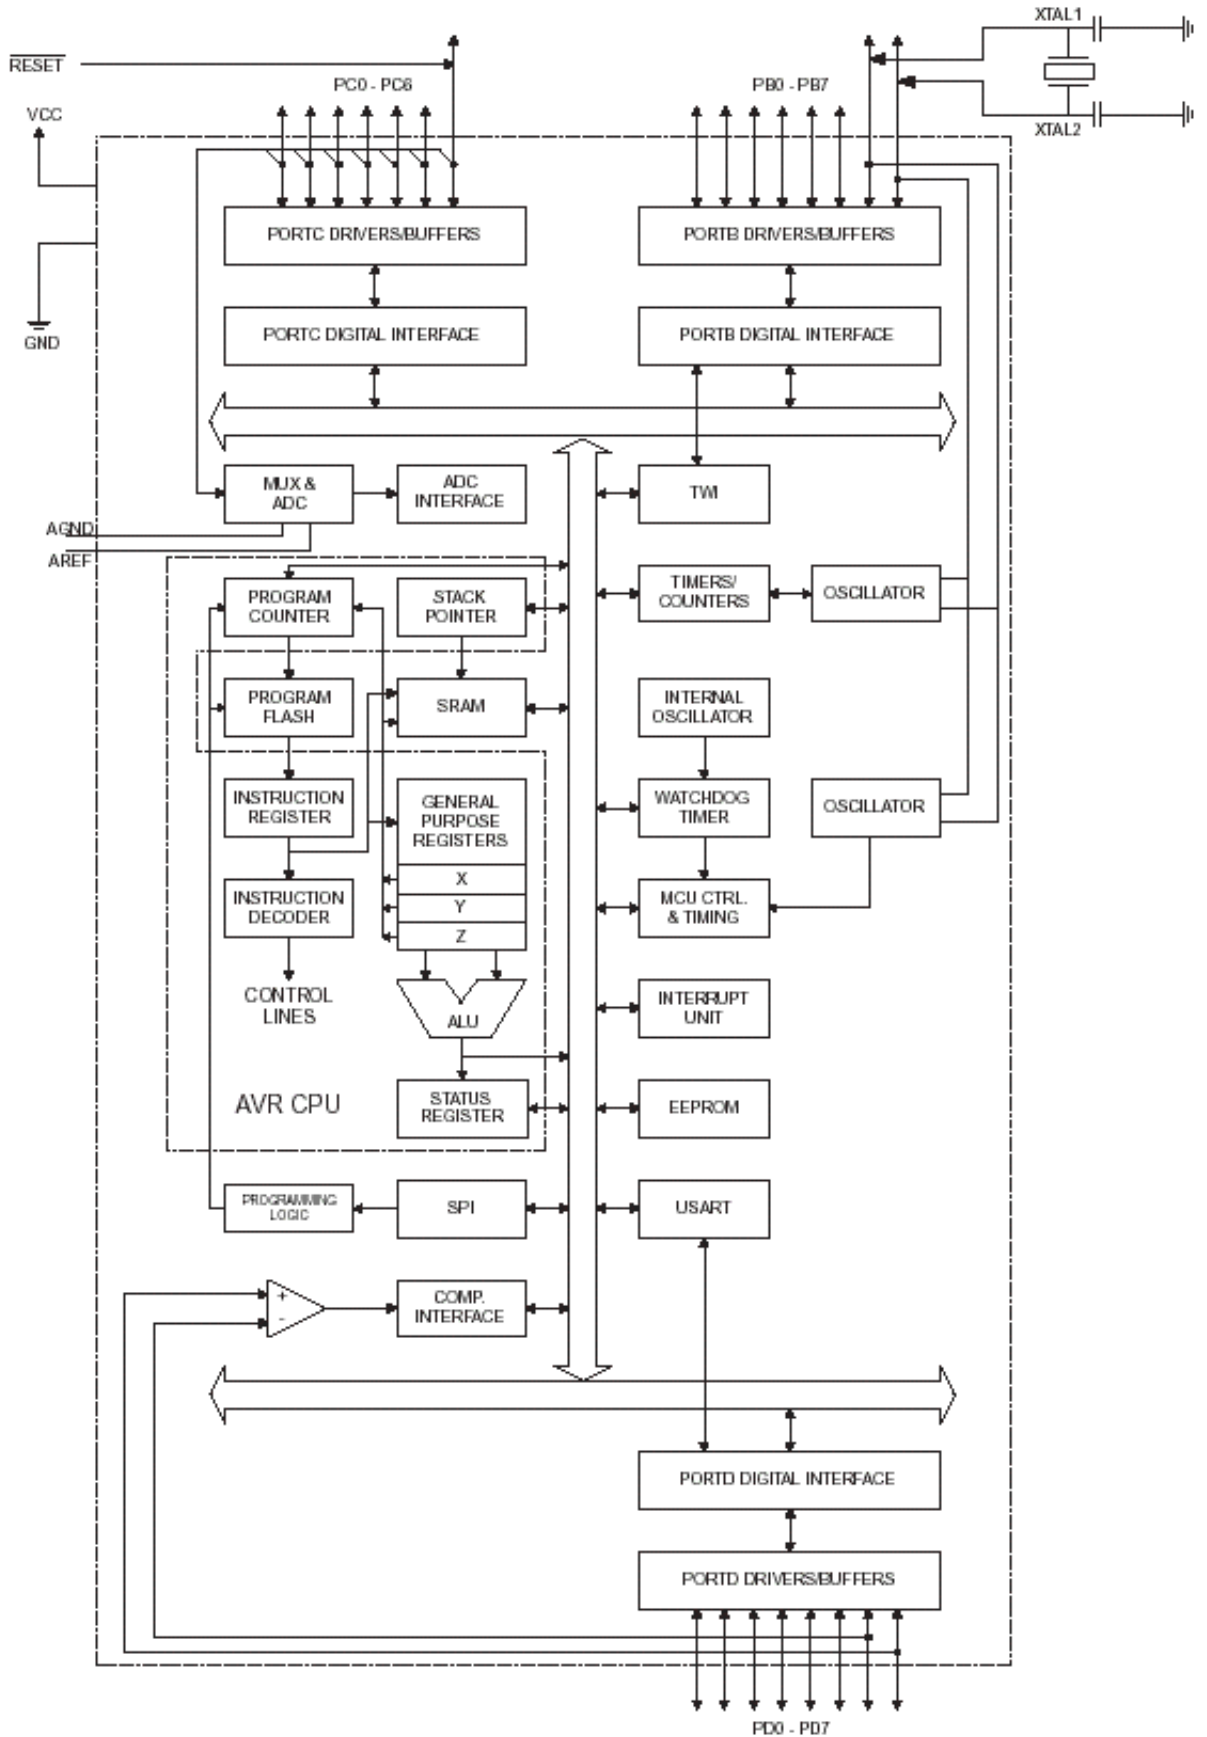 XTAL1
RESET
PC0 - PC6
PB0 - PB7
VCC
XTAL2
PORTC DRIVERS/BUFFERS
PORTB DRIVERS/BUFFERS
GND
PORTC DIGITAL INTERFACE
PORTB DIGITAL INTERFACE
MUX &
ADC
ADC
INTERFACE
TWI
AGND
AREF
PROGRAM
COUNTER
STACK
POINTER
TIMERS/
COUNTERS
OSCILLATOR
PROGRAM
FLASH
SRAM
INTERNAL
OSCILLATOR
INSTRUCTION
REGISTER
GENERAL
PURPOSE
REGISTERS
WATCHDOG
TIMER
OSCILLATOR
X
INSTRUCTION
DECODER
Y
Z
MCU CTRL.
& TIMING
CONTROL
LINES
ALU
INTERRUPT
UNIT
AVR CPU
STATUS
REGISTER
EEPROM
PROGRAMMING
LOGIC
SPI
USART
+
-
COMP.
INTERFACE
PORTD DIGITAL INTERFACE
PORTD DRIVERS/BUFFERS
PD0 - PD7